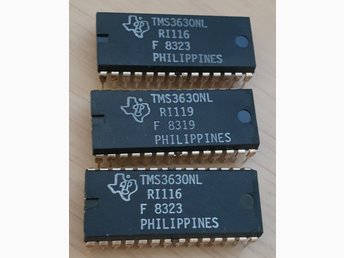 TMS3630NL
RI116
F 8323
PHILIPPINES
TMS3630NL
RI119
F 8319
PHILIPPINES
TMS3630NL
RI116
F 8323
PHILIPPINES